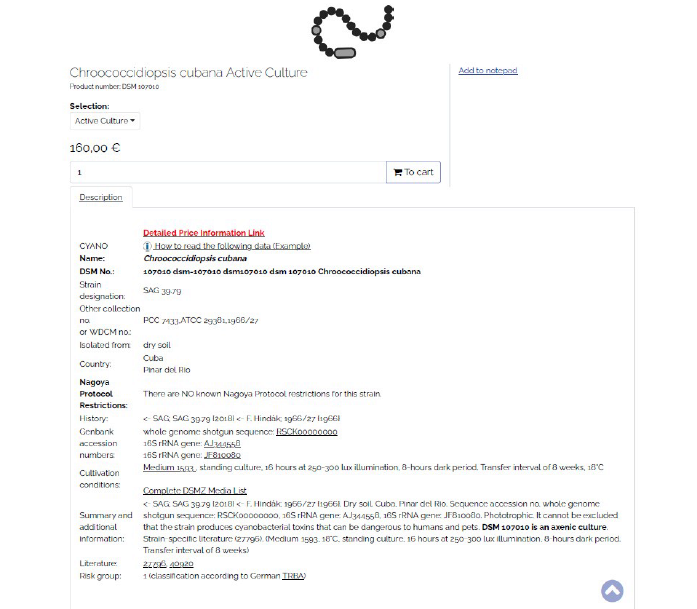 Chroococcidiopsis cubana Active Culture
Product number: DSM 107010
Add to notepad
Selection:
Active Culture
160,00 €
1
To cart
Description
Detailed Price Information Link
CYANO
How to read the following data (Example)
Name: Chroococcidiopsis cubana
DSM No.: 107010 dsm-107010 dsm107010 dsm 107010 Chroococcidiopsis cubana
Strain
designation: SAG 39.79
Other collection
no.
or WDCM no.: PCC 7433,ATCC 29381,1966/27
Isolated from: dry soil
Country: Cuba
Pinar del Rio
Nagoya
Protocol
Restrictions: There are NO known Nagoya Protocol restrictions for this strain.
History: <- SAG; SAG 39.79 (2018) <- F. Hindák; 1966/27 (1966)
Genbank
accession
numbers: whole genome shotgun sequence: RSCK00000000
16S rRNA gene: AJ344558
16S rRNA gene: JF810080
Cultivation
conditions: Medium 1593 , standing culture, 16 hours at 250-300 lux illumination, 8-hours dark period, Transfer interval of 8 weeks, 18°C
Complete DSMZ Media List
Summary and
additional
information: <- SAG; SAG 39.79 (2018) <- F. Hindák; 1966/27 (1966). Dry soil, Cuba, Pinar del Rio. Sequence accession no. whole genome
shotgun sequence: RSCK00000000, 16S rRNA gene: AJ344558, 16S rRNA gene: JF810080. Phototrophic. It cannot be excluded
that the strain produces cyanobacterial toxins that can be dangerous to humans and pets. DSM 107010 is an axenic culture.
Strain-specific literature (27796). (Medium 1593, 18°C, standing culture, 16 hours at 250-300 lux illumination, 8-hours dark period,
Transfer interval of 8 weeks)
Literature: 27796, 40920
Risk group: 1 (classification according to German TRBA)